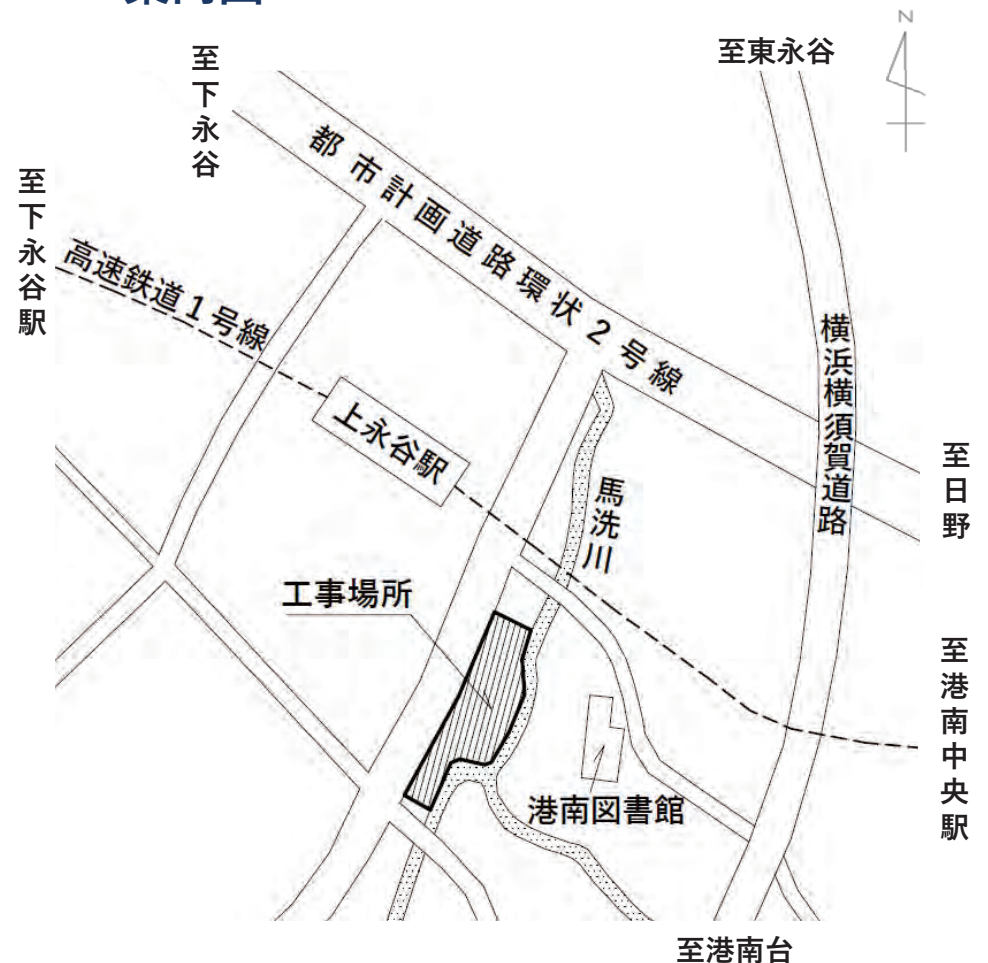 N
至東永谷
至下永谷
都市計画道路環状2号線
至下永谷駅
高速鉄道1号線
横浜横須賀道路
上永谷駅
至日野
馬洗川
工事場所
至港南中央駅
港南図書館
至港南台